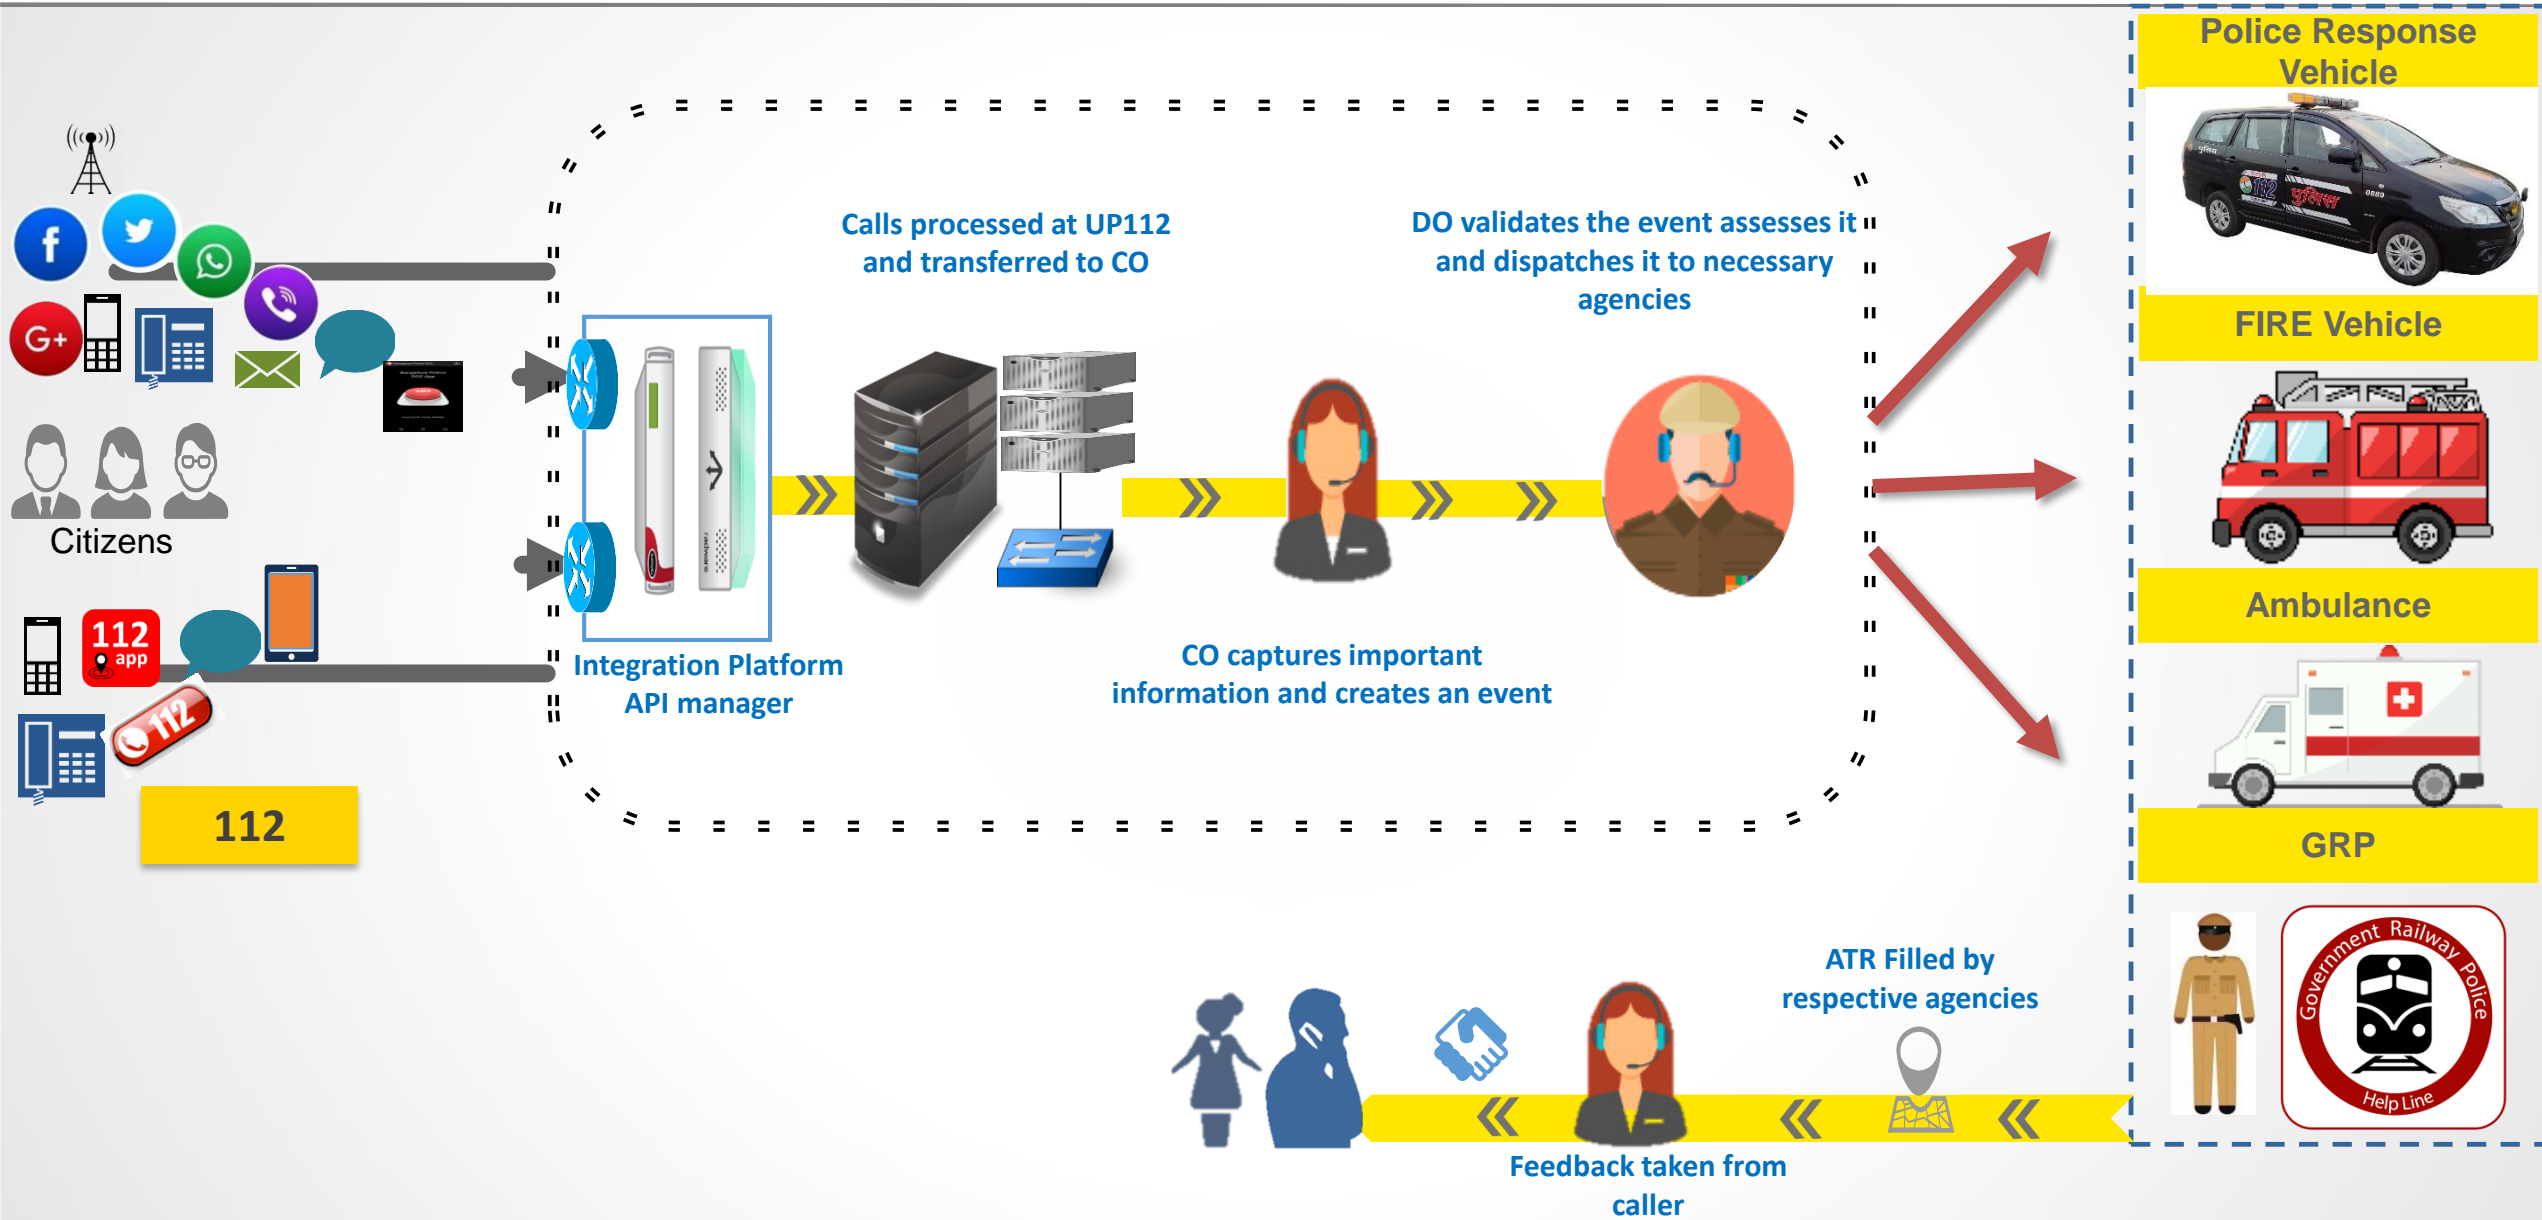 Police Response
Vehicle
पुलिस
112
पुलिस
0889
Calls processed at UP112
and transferred to CO
DO validates the event assesses it
and dispatches it to necessary
agencies
f
G+
FIRE Vehicle
Citizens
radware
Ambulance
112
app
112
Integration Platform
API manager
CO captures important
information and creates an event
112
GRP
Government Railway Police
Help Line
ATR Filled by
respective agencies
Feedback taken from
caller